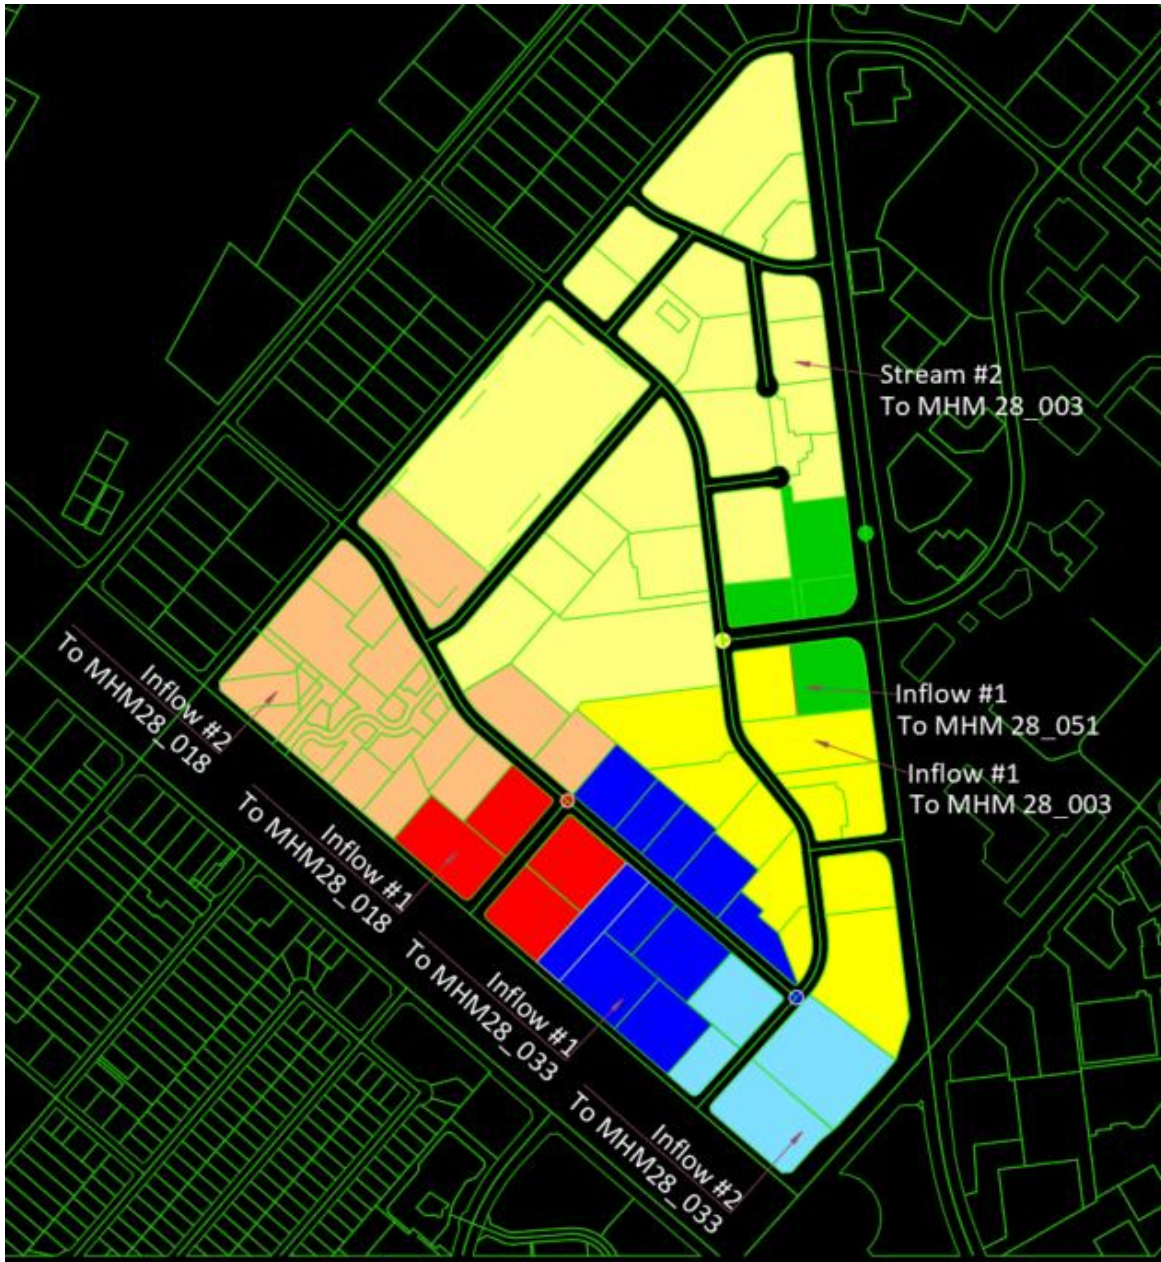 Stream #2
To MHM 28_003
Inflow #1
To MHM 28_051
Inflow #1
To MHM 28_003
Inflow #2
To MHM28_018
Inflow #1
To MHM28_018
Inflow #1
To MHM28_033
Inflow #2
To MHM28_033